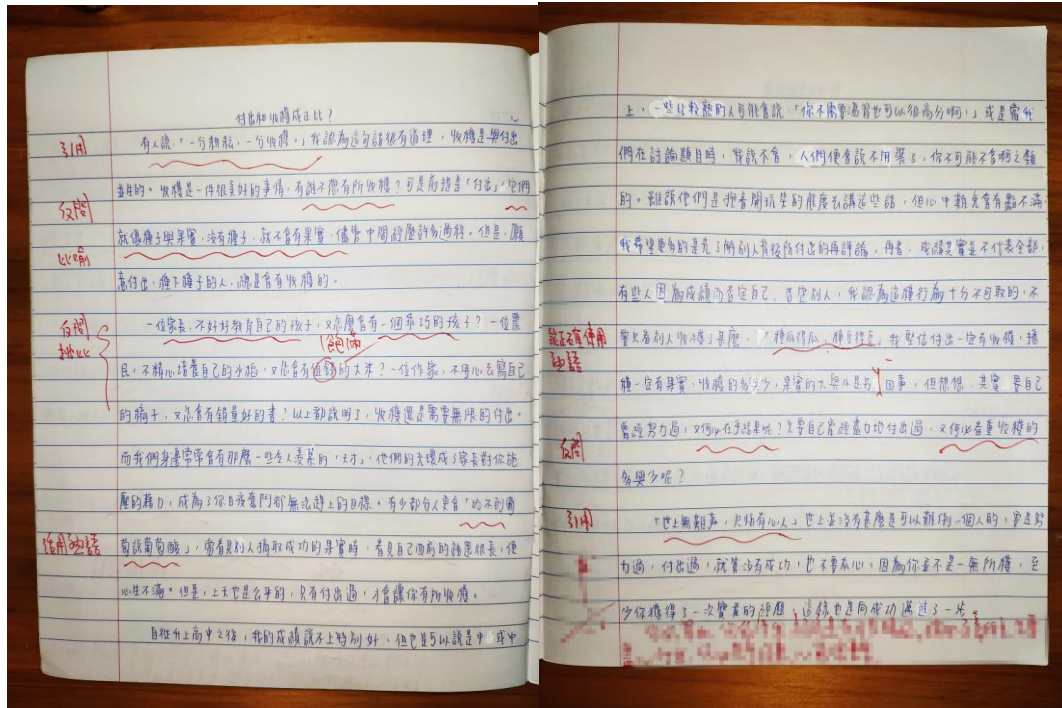 付出和收穫成正比?
引用
有人說「一分耕耘,一分收穫。」我認為這句話很有道理,收穫是與付出
並生的。收穫是一件很美好的事情,有誰不想有所收穫?可是前提是「付出」,它們
反問
就像種子與果實,沒有種子,就不會有果實,儘管中間經歷許多過程。但是,願
比喻
意付出,種下種子的人,總是會有收穫的。
反問
排比
一位家長,不好好教育自己的孩子,又怎麼會有一個乖巧的孩子?一位農
飽滿
民,不精心培養自己的水稻,又怎會有值錢的大米?一位作家,不用心去寫自己
的稿子,又怎會有銷量好的書?以上都說明了,收穫還是需要無限的付出。
而我們身邊常常會有那麼一些令人羨慕的「天才」,他們的光環成了家長對你施
壓的藉口,成為了你日夜奮鬥卻無法趕上的目標。有少部分人更會「吃不到葡
活用地語
萄說葡萄酸」,當看見別人摘取成功的果實時,看見自己面前的路還很長,便
心生不滿。但是,上天也是公平的,只有付出過,才會讓你有所收穫。
自從升上高中之後,我的成績說不上特別好,但也是可以說是中 或中
上,一些比較熟的人可能會說,「你不需要溫習也可以很高分啊!」或是當我
們在討論題目時,我說不會,人們便會說不用裝了,你不可能不會啊之類
的。雖說他們是抱着開玩笑的態度去講這些話,但心中難免會有點不滿
我希望更多的是先了解別人背後所付出的再評論。再者,成績其實並不代表全部,
有些人因為成績而否定自己、否定別人,我認為這種行為十分不可取的,不
要只看別人收穫了甚麼,「種瓜得瓜,種豆得豆」我堅信付出一定有收穫,播
能正確使用
種一定有果實,收穫的多與少,果實的大與小是另 回事,但想想,其實 要自己
曾經努力過,又何必在乎結果呢?只要自己曾經盡力地付出過,又何必看重收穫的
反問
多與少呢?
引用
「世上無難事,只怕有心人」世上並沒有甚麼是可以難倒一個人的,要是努
力過,付出過,就算沒有成功,也不要灰心,因為你並不是一無所獲,至
少你獲得了一次寶貴的經歷,這樣也是向成功邁進了一步